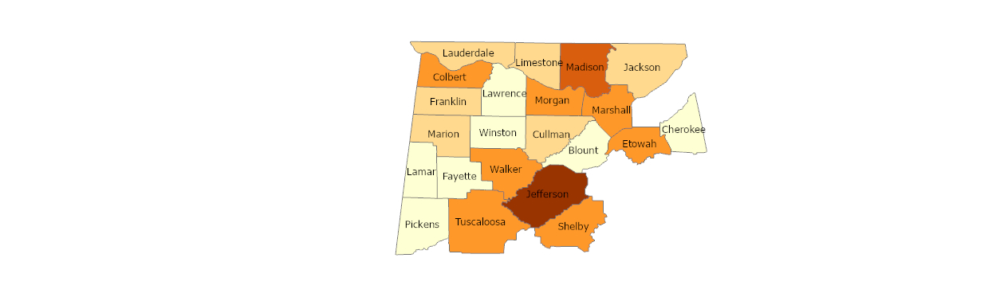 Lauderdale
Limestone
Madison
Jackson
Colbert
Lawrence
Franklin
Morgan
Marshall
Cherokee
Marion
Winston
Cullman
Etowah
Blount
Lamar
Fayette
Walker
Jefferson
Pickens
Tuscaloosa
Shelby